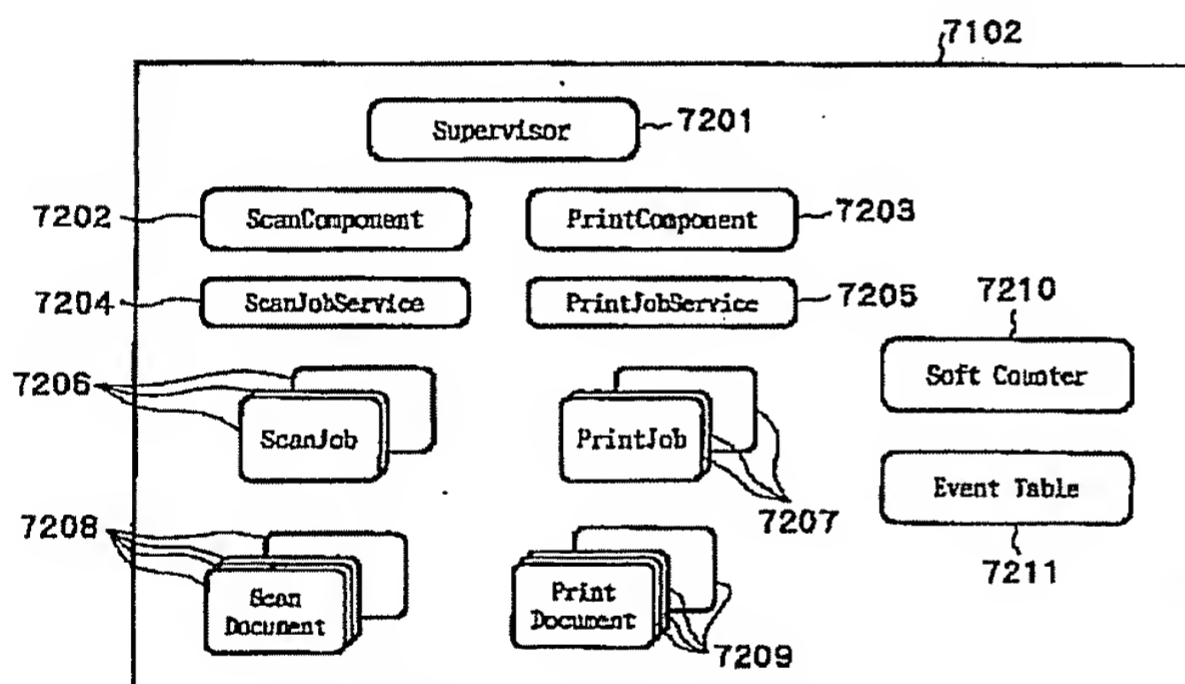 7102
Supervisor 7201
7202 ScanComponent PrintComponent 7203
7204 ScanJobService PrintJobService 7205
7210
Soft Counter
7206
ScanJob PrintJob
Event Table
7207
7208
7211
Scan
Document
Print
Document
7209